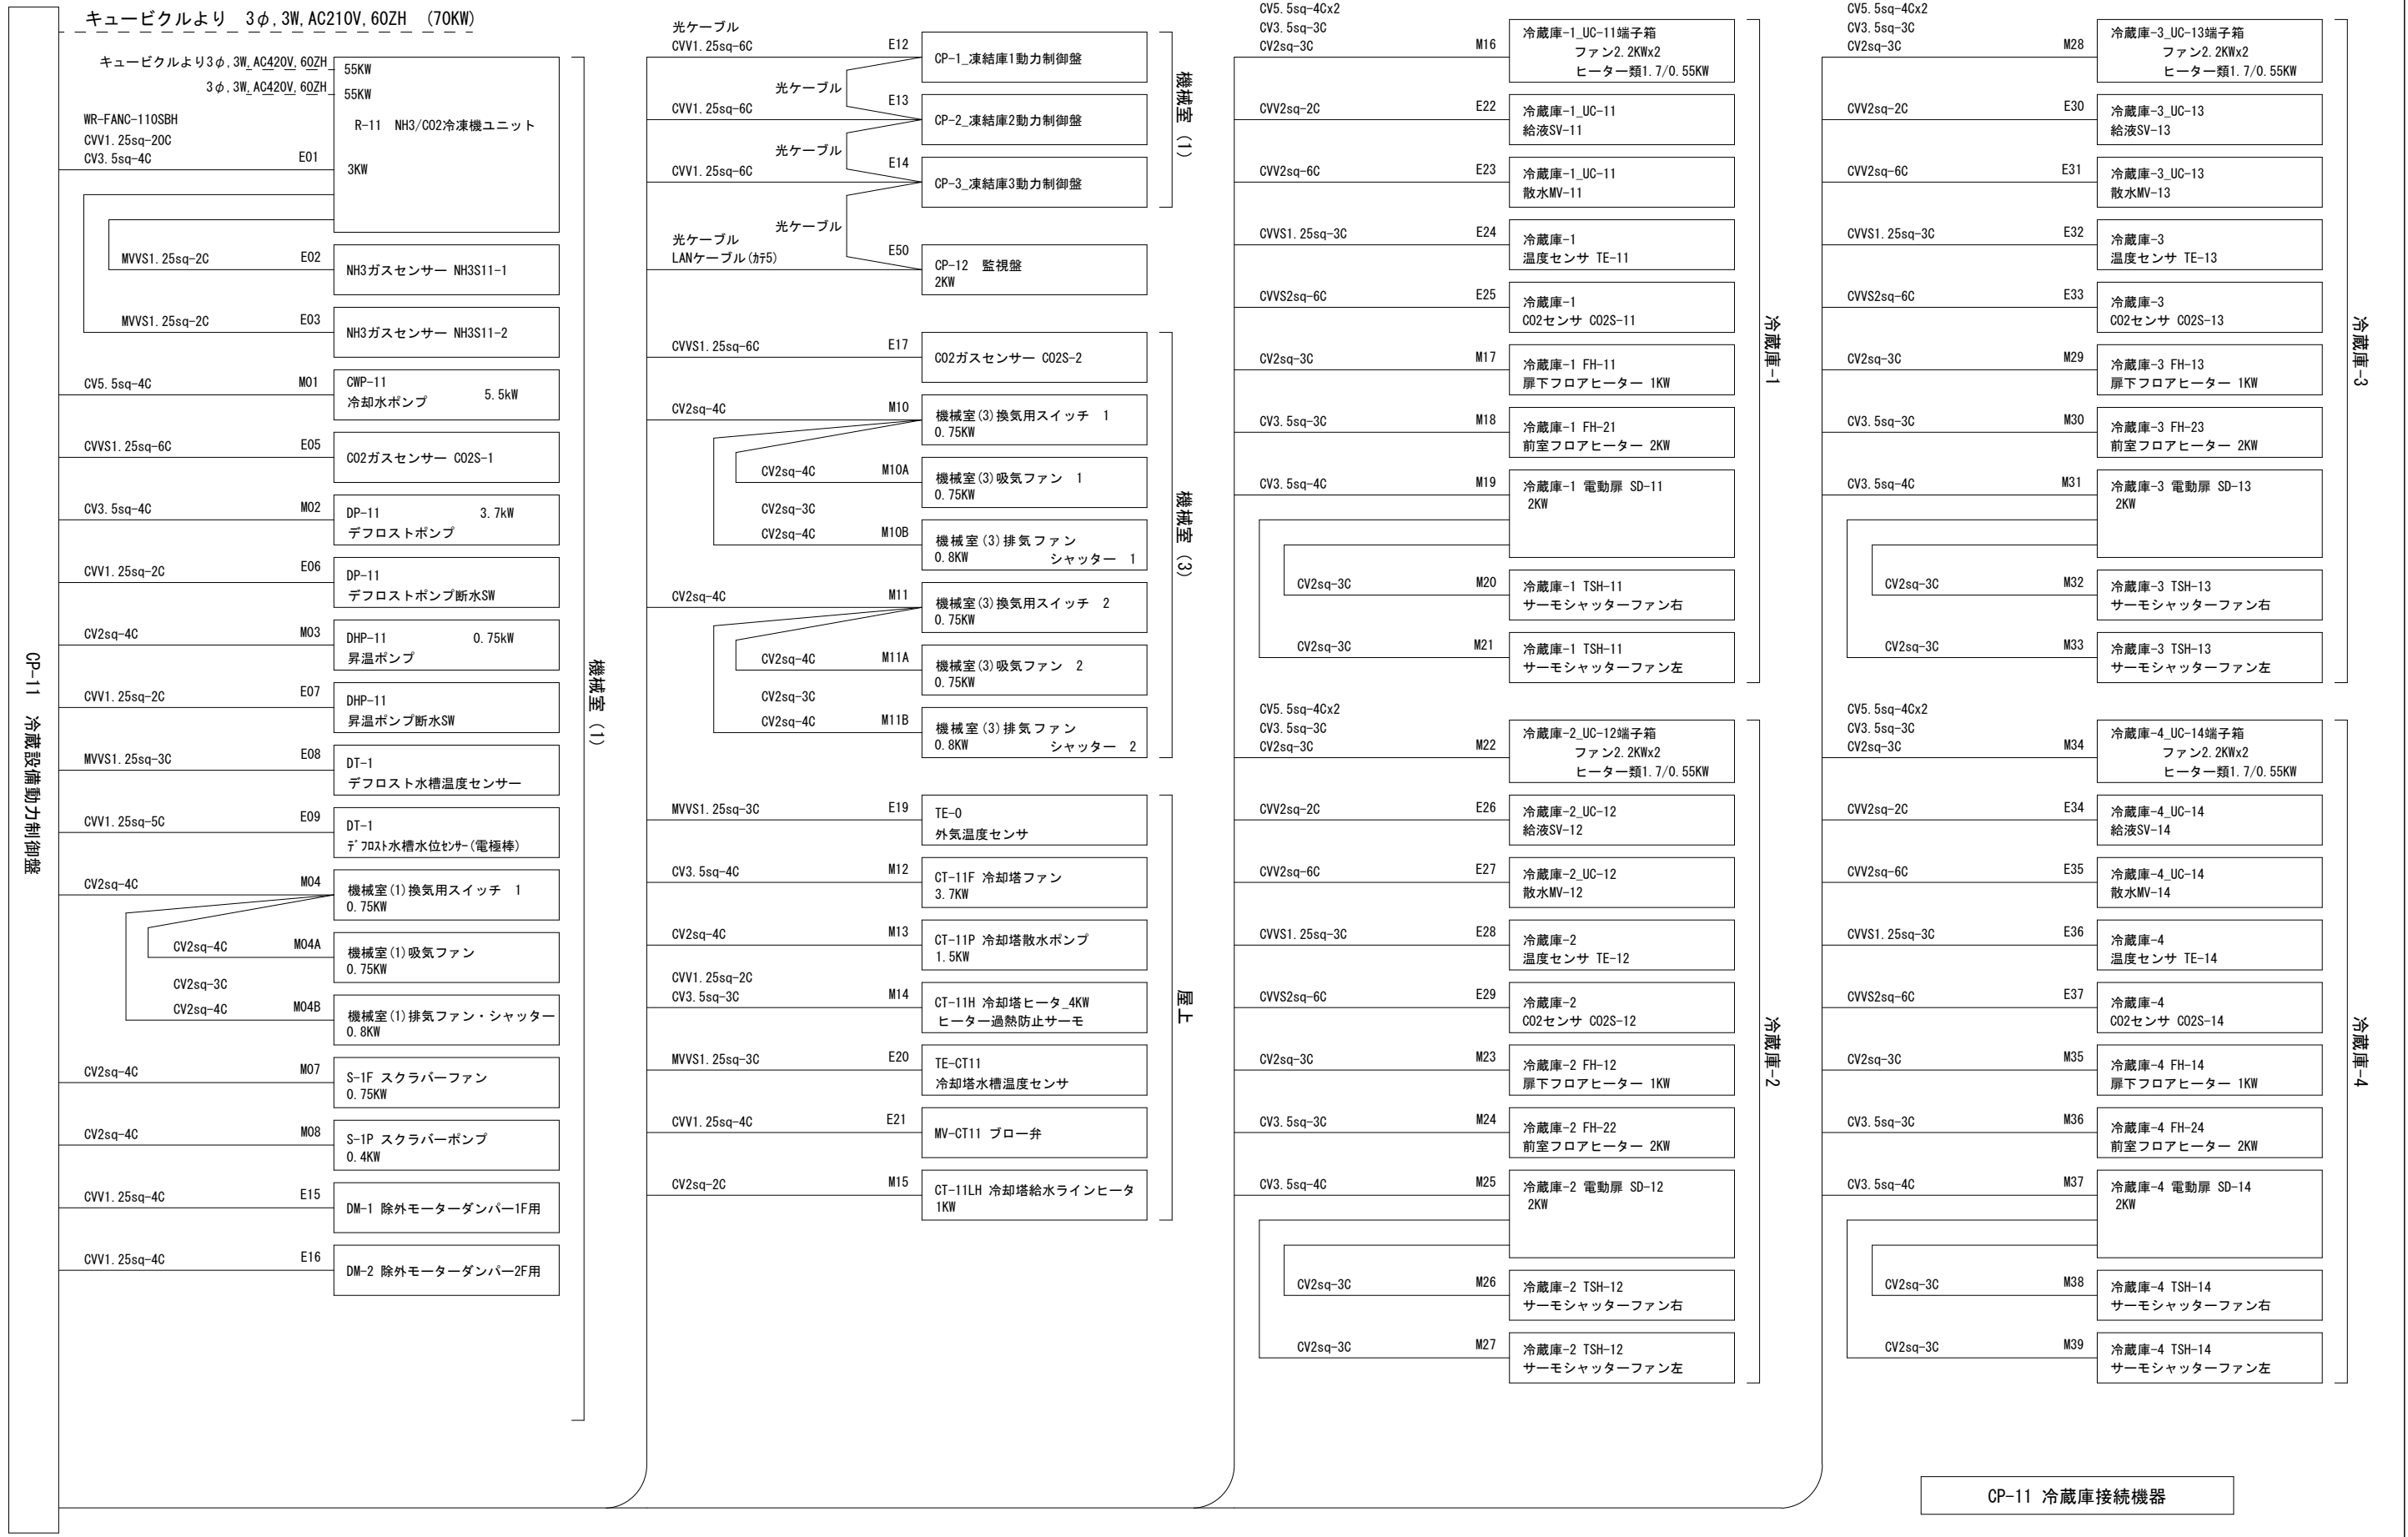 キュービクルより 3φ,3W,AC210V,60ZH (70KW)
キュービクルより3φ,3W,AC420V,60ZH
55KW
3φ,3W,AC420V,60ZH
55KW
WR-FANC-110SBH
CVV1.25sq-20C
CV3.5sq-4C E01
R-11 NH3/CO2冷凍機ユニット
3KW
MVVS1.25sq-2C E02
NH3ガスセンサー NH3S11-1
MVVS1.25sq-2C E03
NH3ガスセンサー NH3S11-2
CV5.5sq-4C M01
CWP-11
冷却水ポンプ 5.5kW
CVVS1.25sq-6C E05
CO2ガスセンサー CO2S-1
CV3.5sq-4C M02
DP-11 3.7kW
デフロストポンプ
CVV1.25sq-2C E06
DP-11
デフロストポンプ断水SW
CV2sq-4C M03
DHP-11 0.75kW
昇温ポンプ
CVV1.25sq-2C E07
DHP-11
昇温ポンプ断水SW
MVVS1.25sq-3C E08
DT-1
デフロスト水槽温度センサー
CVV1.25sq-5C E09
DT-1
ﾃﾞﾌﾛｽﾄ水槽水位ｾﾝｻｰ(電極棒)
CV2sq-4C M04
機械室(1)換気用スイッチ 1
0.75KW
CV2sq-4C M04A
機械室(1)吸気ファン
0.75KW
CV2sq-3C
CV2sq-4C M04B
機械室(1)排気ファン・シャッター
0.8KW
CV2sq-4C M07
S-1F スクラバーファン
0.75KW
CV2sq-4C M08
S-1P スクラバーポンプ
0.4KW
CVV1.25sq-4C E15
DM-1 除外モーターダンパー1F用
CVV1.25sq-4C E16
DM-2 除外モーターダンパー2F用
機械室(1)
CP-11 冷蔵設備動力制御盤
光ケーブル
CVV1.25sq-6C E12
CP-1_凍結庫1動力制御盤
光ケーブル
CVV1.25sq-6C E13
CP-2_凍結庫2動力制御盤
光ケーブル
CVV1.25sq-6C E14
CP-3_凍結庫3動力制御盤
機械室(1)
光ケーブル
光ケーブル
LANケーブル(ｶﾃ5) E50
CP-12 監視盤
2KW
CVVS1.25sq-6C E17
CO2ガスセンサー CO2S-2
CV2sq-4C M10
機械室(3)換気用スイッチ 1
0.75KW
CV2sq-4C M10A
機械室(3)吸気ファン 1
0.75KW
CV2sq-3C
CV2sq-4C M10B
機械室(3)排気ファン
0.8KW シャッター 1
CV2sq-4C M11
機械室(3)換気用スイッチ 2
0.75KW
CV2sq-4C M11A
機械室(3)吸気ファン 2
0.75KW
CV2sq-3C
CV2sq-4C M11B
機械室(3)排気ファン
0.8KW シャッター 2
機械室(3)
MVVS1.25sq-3C E19
TE-0
外気温度センサ
CV3.5sq-4C M12
CT-11F 冷却塔ファン
3.7KW
CV2sq-4C M13
CT-11P 冷却塔散水ポンプ
1.5KW
CVV1.25sq-2C
CV3.5sq-3C M14
CT-11H 冷却塔ヒータ_4KW
ヒーター過熱防止サーモ
MVVS1.25sq-3C E20
TE-CT11
冷却塔水槽温度センサ
CVV1.25sq-4C E21
MV-CT11 ブロー弁
CV2sq-2C M15
CT-11LH 冷却塔給水ラインヒータ
1KW
屋上
CV5.5sq-4Cx2
CV3.5sq-3C
CV2sq-3C M16
冷蔵庫-1_UC-11端子箱
ファン2.2KWx2
ヒーター類1.7/0.55KW
CVV2sq-2C E22
冷蔵庫-1_UC-11
給液SV-11
CVV2sq-6C E23
冷蔵庫-1_UC-11
散水MV-11
CVVS1.25sq-3C E24
冷蔵庫-1
温度センサ TE-11
CVVS2sq-6C E25
冷蔵庫-1
CO2センサ CO2S-11
CV2sq-3C M17
冷蔵庫-1 FH-11
扉下フロアヒーター 1KW
CV3.5sq-3C M18
冷蔵庫-1 FH-21
前室フロアヒーター 2KW
CV3.5sq-4C M19
冷蔵庫-1 電動扉 SD-11
2KW
CV2sq-3C M20
冷蔵庫-1 TSH-11
サーモシャッターファン右
CV2sq-3C M21
冷蔵庫-1 TSH-11
サーモシャッターファン左
冷蔵庫-1
CV5.5sq-4Cx2
CV3.5sq-3C
CV2sq-3C M22
冷蔵庫-2_UC-12端子箱
ファン2.2KWx2
ヒーター類1.7/0.55KW
CVV2sq-2C E26
冷蔵庫-2_UC-12
給液SV-12
CVV2sq-6C E27
冷蔵庫-2_UC-12
散水MV-12
CVVS1.25sq-3C E28
冷蔵庫-2
温度センサ TE-12
CVVS2sq-6C E29
冷蔵庫-2
CO2センサ CO2S-12
CV2sq-3C M23
冷蔵庫-2 FH-12
扉下フロアヒーター 1KW
CV3.5sq-3C M24
冷蔵庫-2 FH-22
前室フロアヒーター 2KW
CV3.5sq-4C M25
冷蔵庫-2 電動扉 SD-12
2KW
CV2sq-3C M26
冷蔵庫-2 TSH-12
サーモシャッターファン右
CV2sq-3C M27
冷蔵庫-2 TSH-12
サーモシャッターファン左
冷蔵庫-2
CV5.5sq-4Cx2
CV3.5sq-3C
CV2sq-3C M28
冷蔵庫-3_UC-13端子箱
ファン2.2KWx2
ヒーター類1.7/0.55KW
CVV2sq-2C E30
冷蔵庫-3_UC-13
給液SV-13
CVV2sq-6C E31
冷蔵庫-3_UC-13
散水MV-13
CVVS1.25sq-3C E32
冷蔵庫-3
温度センサ TE-13
CVVS2sq-6C E33
冷蔵庫-3
CO2センサ CO2S-13
CV2sq-3C M29
冷蔵庫-3 FH-13
扉下フロアヒーター 1KW
CV3.5sq-3C M30
冷蔵庫-3 FH-23
前室フロアヒーター 2KW
CV3.5sq-4C M31
冷蔵庫-3 電動扉 SD-13
2KW
CV2sq-3C M32
冷蔵庫-3 TSH-13
サーモシャッターファン右
CV2sq-3C M33
冷蔵庫-3 TSH-13
サーモシャッターファン左
冷蔵庫-3
CV5.5sq-4Cx2
CV3.5sq-3C
CV2sq-3C M34
冷蔵庫-4_UC-14端子箱
ファン2.2KWx2
ヒーター類1.7/0.55KW
CVV2sq-2C E34
冷蔵庫-4_UC-14
給液SV-14
CVV2sq-6C E35
冷蔵庫-4_UC-14
散水MV-14
CVVS1.25sq-3C E36
冷蔵庫-4
温度センサ TE-14
CVVS2sq-6C E37
冷蔵庫-4
CO2センサ CO2S-14
CV2sq-3C M35
冷蔵庫-4 FH-14
扉下フロアヒーター 1KW
CV3.5sq-3C M36
冷蔵庫-4 FH-24
前室フロアヒーター 2KW
CV3.5sq-4C M37
冷蔵庫-4 電動扉 SD-14
2KW
CV2sq-3C M38
冷蔵庫-4 TSH-14
サーモシャッターファン右
CV2sq-3C M39
冷蔵庫-4 TSH-14
サーモシャッターファン左
冷蔵庫-4
CP-11 冷蔵庫接続機器